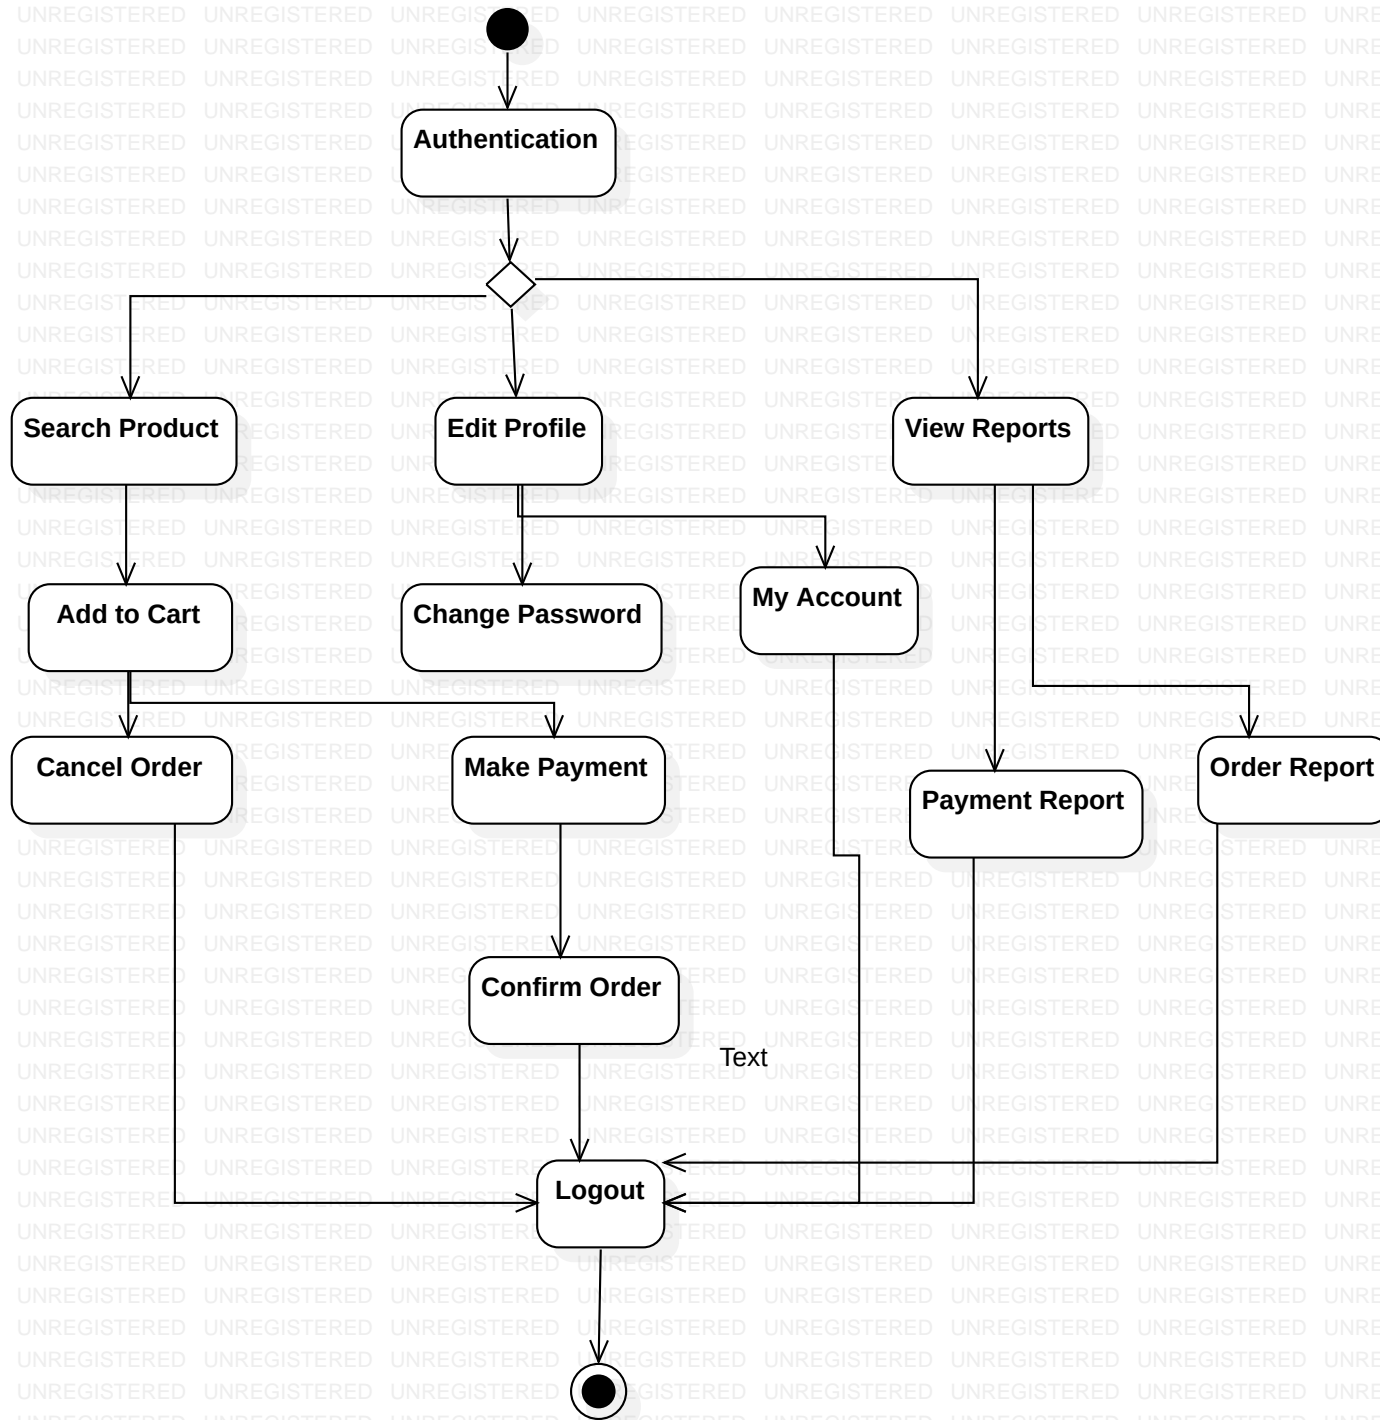 Authentication
Search Product
Edit Profile
View Reports
Add to Cart
Change Password
My Account
Cancel Order
Make Payment
Payment Report
Order Report
Confirm Order
Text
Logout
UNREGISTERED